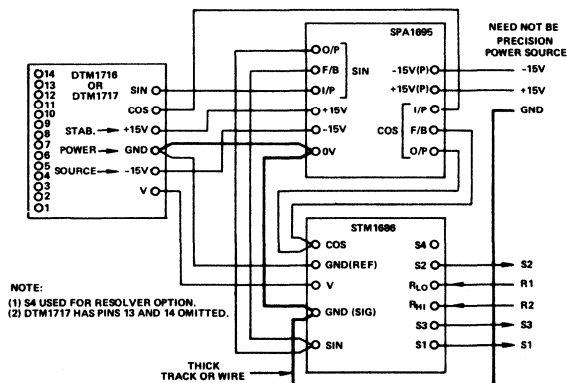 SPA1695
NEED NOT BE
PRECISION
POWER SOURCE
O/P
F/B
I/P
SIN
+15V
-15V
0V
-15V(P)
+15V(P)
I/P
F/B
O/P
COS
-15V
+15V
GND
DTM1716
OR
DTM1717
14
13
12
11
10
9
8
7
6
5
4
3
2
1
SIN
COS
STAB.
+15V
POWER
GND
SOURCE
-15V
V
STM1686
COS
GND(REF)
V
GND (SIG)
SIN
S4
S2
RLO
RHI
S3
S1
S2
R1
R2
S3
S1
NOTE:
(1) S4 USED FOR RESOLVER OPTION.
(2) DTM1717 HAS PINS 13 AND 14 OMITTED.
THICK
TRACK OR WIRE